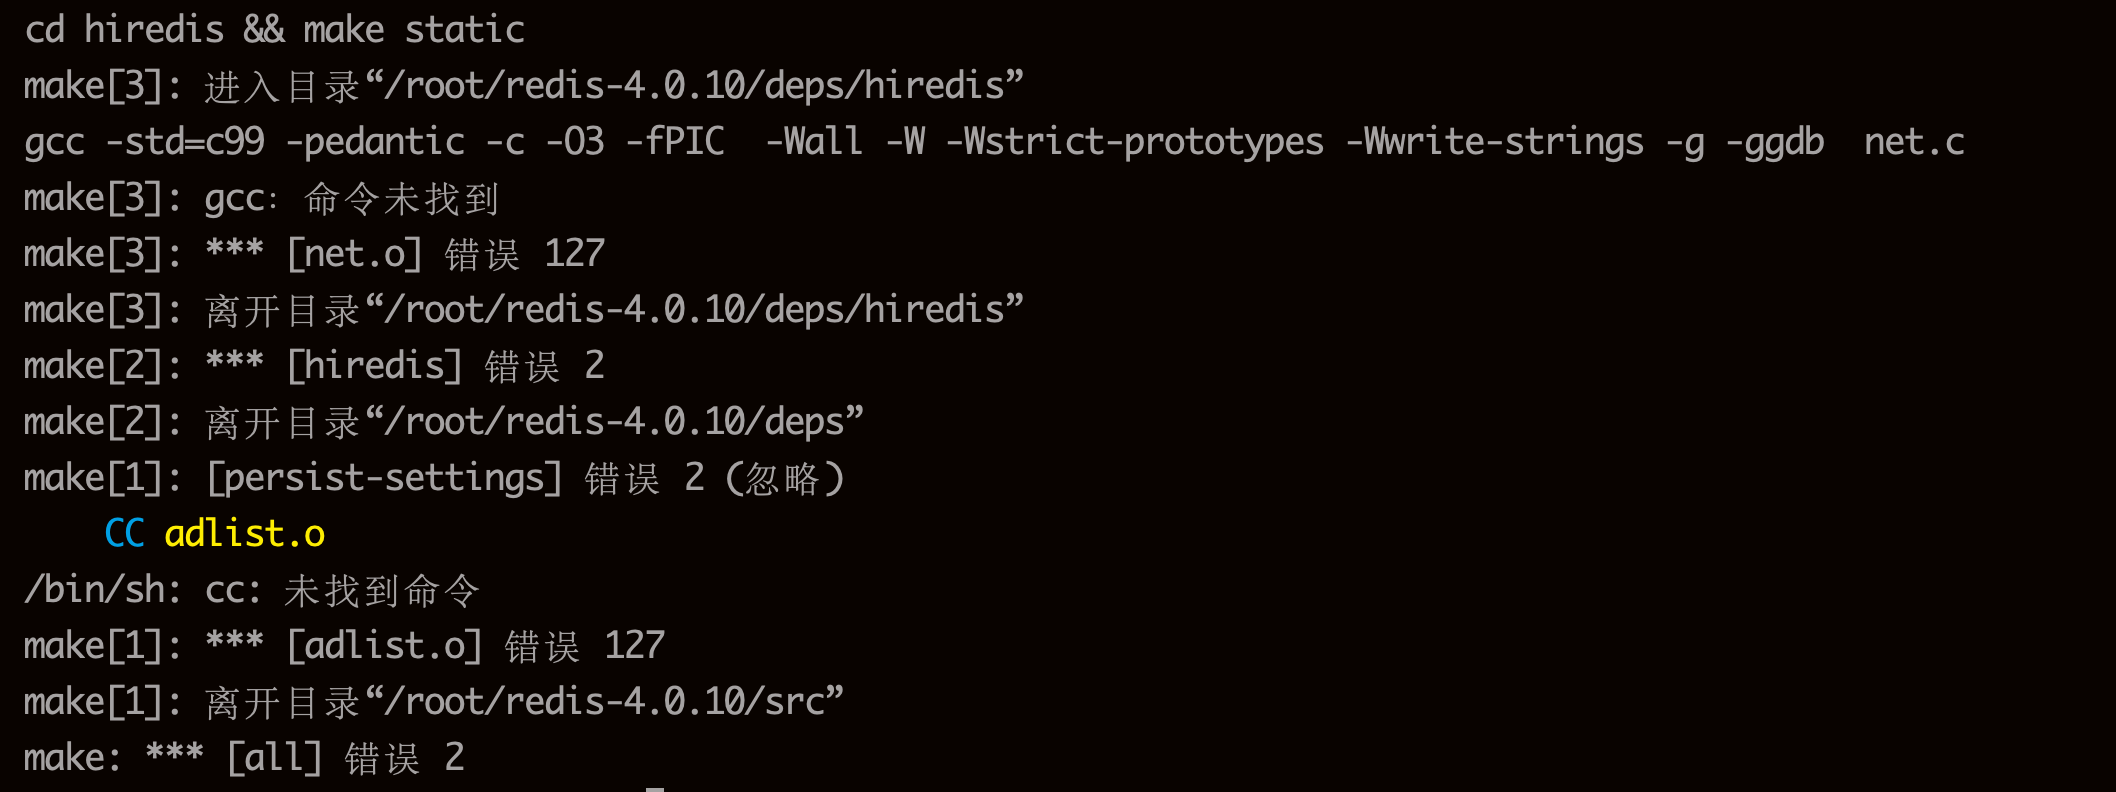 cd hiredis && make static
make[3]: 进入目录“/root/redis-4.0.10/deps/hiredis”
gcc -std=c99 -pedantic -c -O3 -fPIC  -Wall -W -Wstrict-prototypes -Wwrite-strings -g -ggdb  net.c
make[3]: gcc：命令未找到
make[3]: *** [net.o] 错误 127
make[3]: 离开目录“/root/redis-4.0.10/deps/hiredis”
make[2]: *** [hiredis] 错误 2
make[2]: 离开目录“/root/redis-4.0.10/deps”
make[1]: [persist-settings] 错误 2 (忽略)
    CC adlist.o
/bin/sh: cc: 未找到命令
make[1]: *** [adlist.o] 错误 127
make[1]: 离开目录“/root/redis-4.0.10/src”
make: *** [all] 错误 2